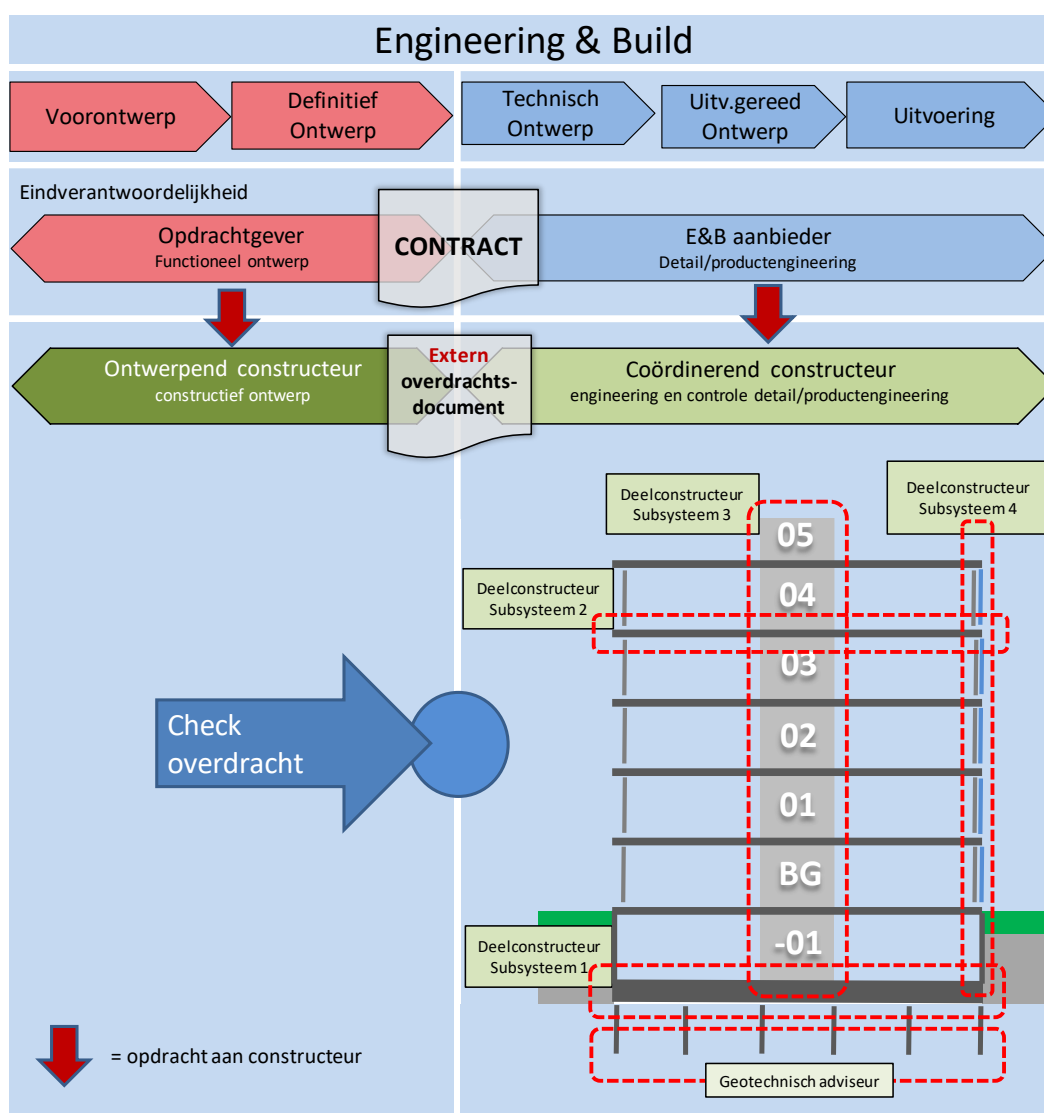 Engineering & Build
Voorontwerp
Definitief
Ontwerp
Technisch
Ontwerp
Uitv.gereed
Ontwerp
Uitvoering
Eindverantwoordelijkheid
Opdrachtgever
Functioneel ontwerp
CONTRACT
E&B aanbieder
Detail/productengineering
Ontwerpend constructeur
constructief ontwerp
Extern
overdrachts-
document
Coördinerend constructeur
engineering en controle detail/productengineering
Deelconstructeur
Subsysteem 3
Deelconstructeur
Subsysteem 4
05
Deelconstructeur
Subsysteem 2
04
03
Check
overdracht
02
01
BG
Deelconstructeur
Subsysteem 1
-01
= opdracht aan constructeur
Geotechnisch adviseur